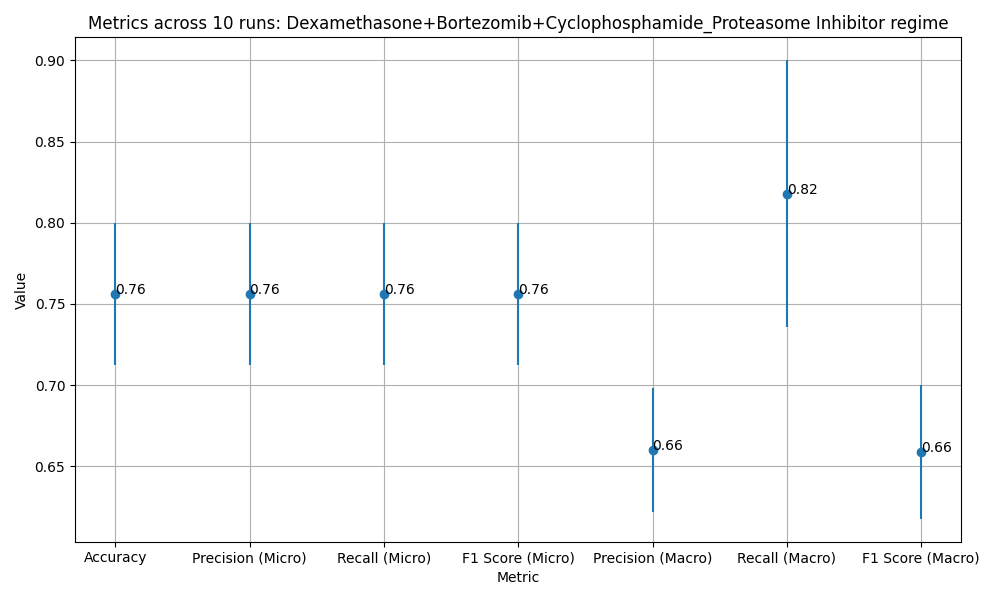 Metrics across 10 runs: Dexamethasone+Bortezomib+Cyclophosphamide_Proteasome Inhibitor regime
0.90
0.85
0.82
0.80
0.76
0.76
0.76
0.76
Value
0.75
0.70
0.66
0.66
0.65
Accuracy
Precision (Micro)
Recall (Micro)
F1 Score (Micro)
Precision (Macro)
Recall (Macro)
F1 Score (Macro)
Metric